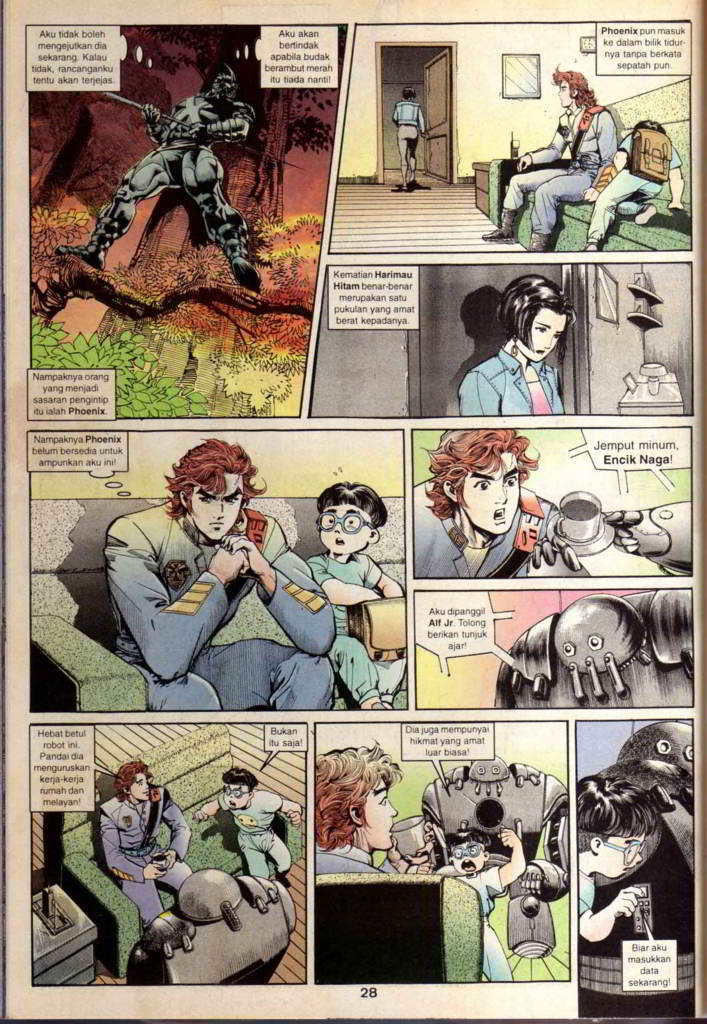 Aku tidak boleh
mengejutkan dia
sekarang. Kalau
tidak, rancanganku
tentu akan terjejas.
Aku akan
bertindak
apabila budak
berambut merah
itu tiada nanti!
Nampaknya orang
yang menjadi
sasaran pengintip
itu ialah Phoenix.
Phoenix pun masuk
ke dalam bilik tidur-
nya tanpa berkata
sepatah pun.
Kematian Harimau
Hitam benar-benar
merupakan satu
pukulan yang amat
berat kepadanya.
Nampaknya Phoenix
belum bersedia untuk
ampunkan aku ini!
Jemput minum,
Encik Naga!
Aku dipanggil
Alf Jr. Tolong
berikan tunjuk
ajar!
Hebat betul
robot ini.
Pandai dia
menguruskan
kerja-kerja
rumah dan
melayan!
Bukan
itu saja!
Dia juga mempunyai
hikmat yang amat
luar biasa!
Biar aku
masukkan
data
sekarang!
28